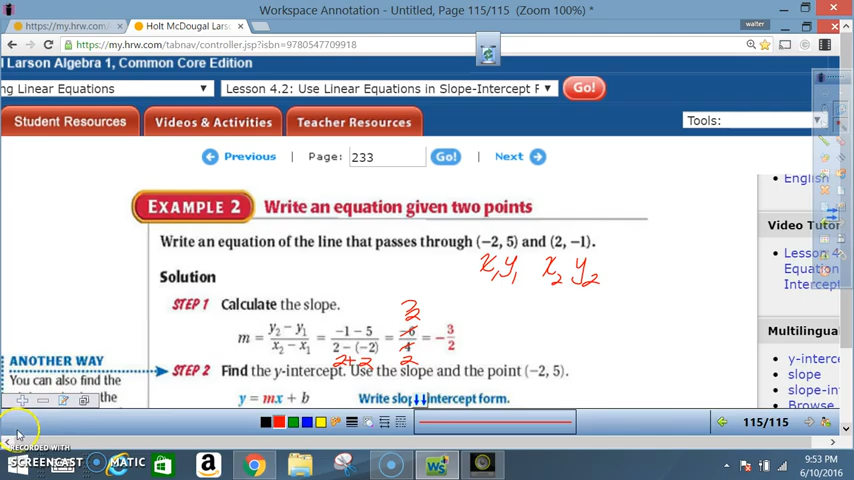 Workspace Annotation - Untitled, Page 115/115 (Zoom 100%) *
https://my.hrw.com/tabnav/
Holt McDougal Lars
walter
https://my.hrw.com/tabnav/controller.jsp?isbn=9780547709918
l Larson Algebra 1, Common Core Edition
ng Linear Equations
Lesson 4.2: Use Linear Equations in Slope-Intercept F
Go!
Student Resources
Videos & Activities
Teacher Resources
Tools:
Previous | Page: 233 Go! | Next
English
EXAMPLE 2 Write an equation given two points
Video Tutor
Write an equation of the line that passes through (−2, 5) and (2, −1).
x₁ y₁ x₂ y₂
Lesson 4
Equation
Intercept
Solution
STEP 1 Calculate the slope.
3
m = y₂ − y₁ / x₂ − x₁ = −1 − 5 / 2 − (−2) = −6 / 4 = −3/2
2+2
2
Multilingual
ANOTHER WAY
You can also find the
y-interce
slope
slope-in
Browse
STEP 2 Find the y-intercept. Use the slope and the point (−2, 5).
y = mx + b Write slop intercept form.
115/115
RECORDED WITH
SCREENCAST MATIC
9:53 PM
6/10/2016